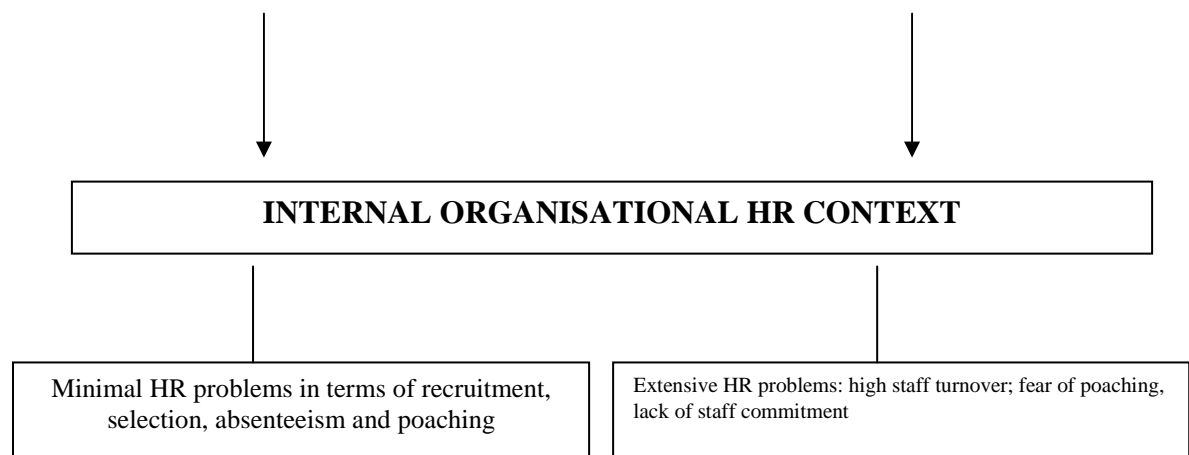 INTERNAL ORGANISATIONAL HR CONTEXT
Minimal HR problems in terms of recruitment,
selection, absenteeism and poaching
Extensive HR problems: high staff turnover; fear of poaching,
lack of staff commitment